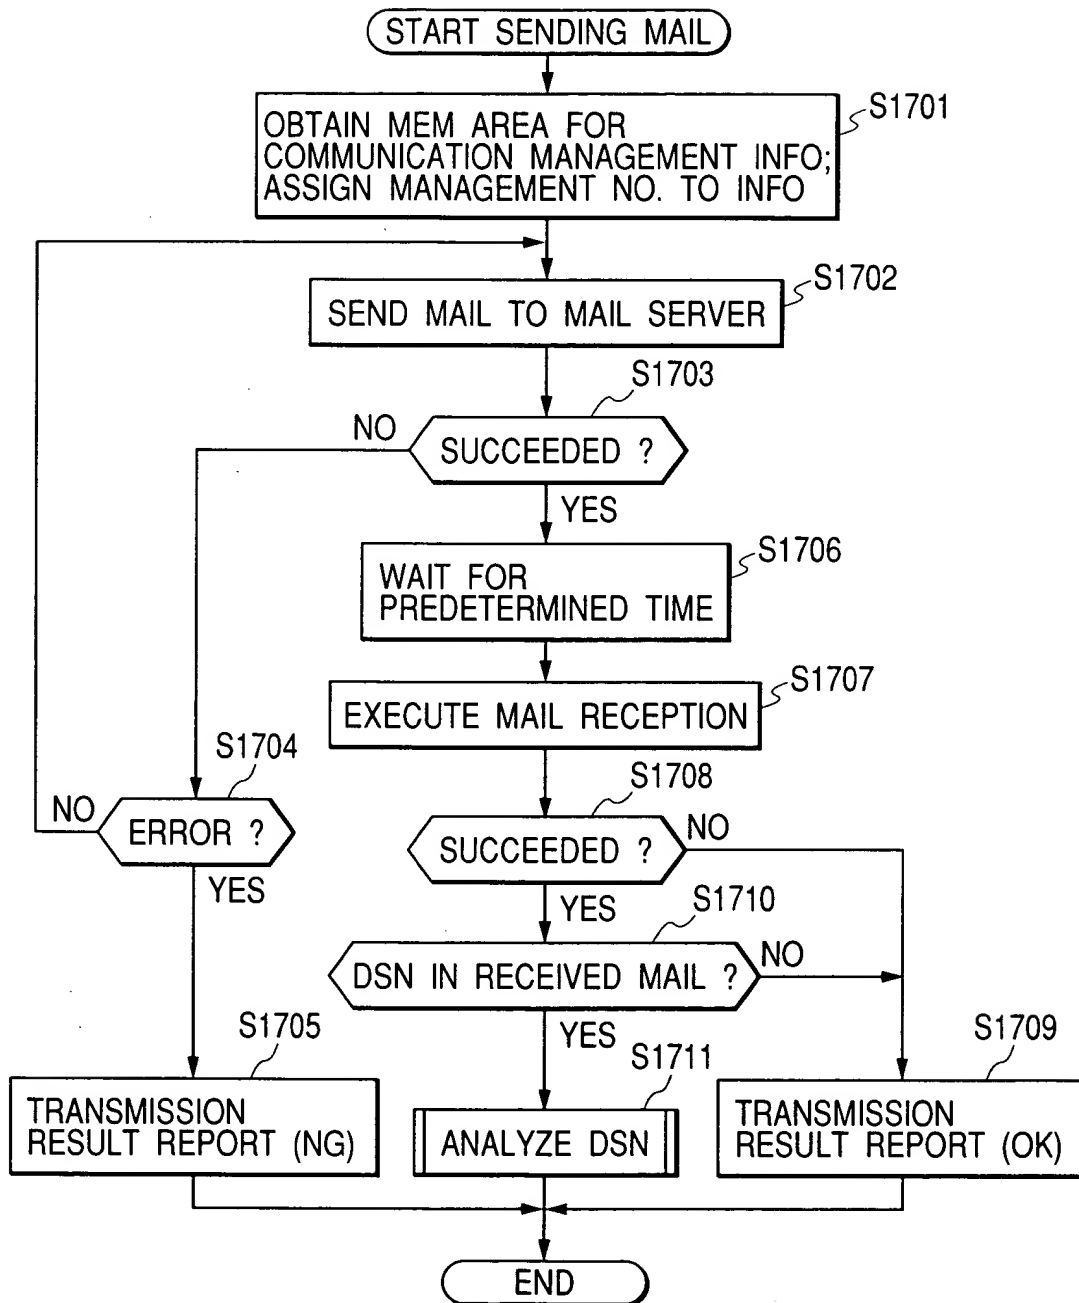 START SENDING MAIL
S1701
OBTAIN MEM AREA FOR
COMMUNICATION MANAGEMENT INFO;
ASSIGN MANAGEMENT NO. TO INFO
S1702
SEND MAIL TO MAIL SERVER
S1703
NO
SUCCEEDED ?
YES
S1706
WAIT FOR
PREDETERMINED TIME
S1707
EXECUTE MAIL RECEPTION
S1704
S1708
NO
ERROR ?
SUCCEEDED ?
NO
YES
YES
S1710
DSN IN RECEIVED MAIL ?
NO
S1705
YES
S1711
S1709
TRANSMISSION
RESULT REPORT (NG)
ANALYZE DSN
TRANSMISSION
RESULT REPORT (OK)
END